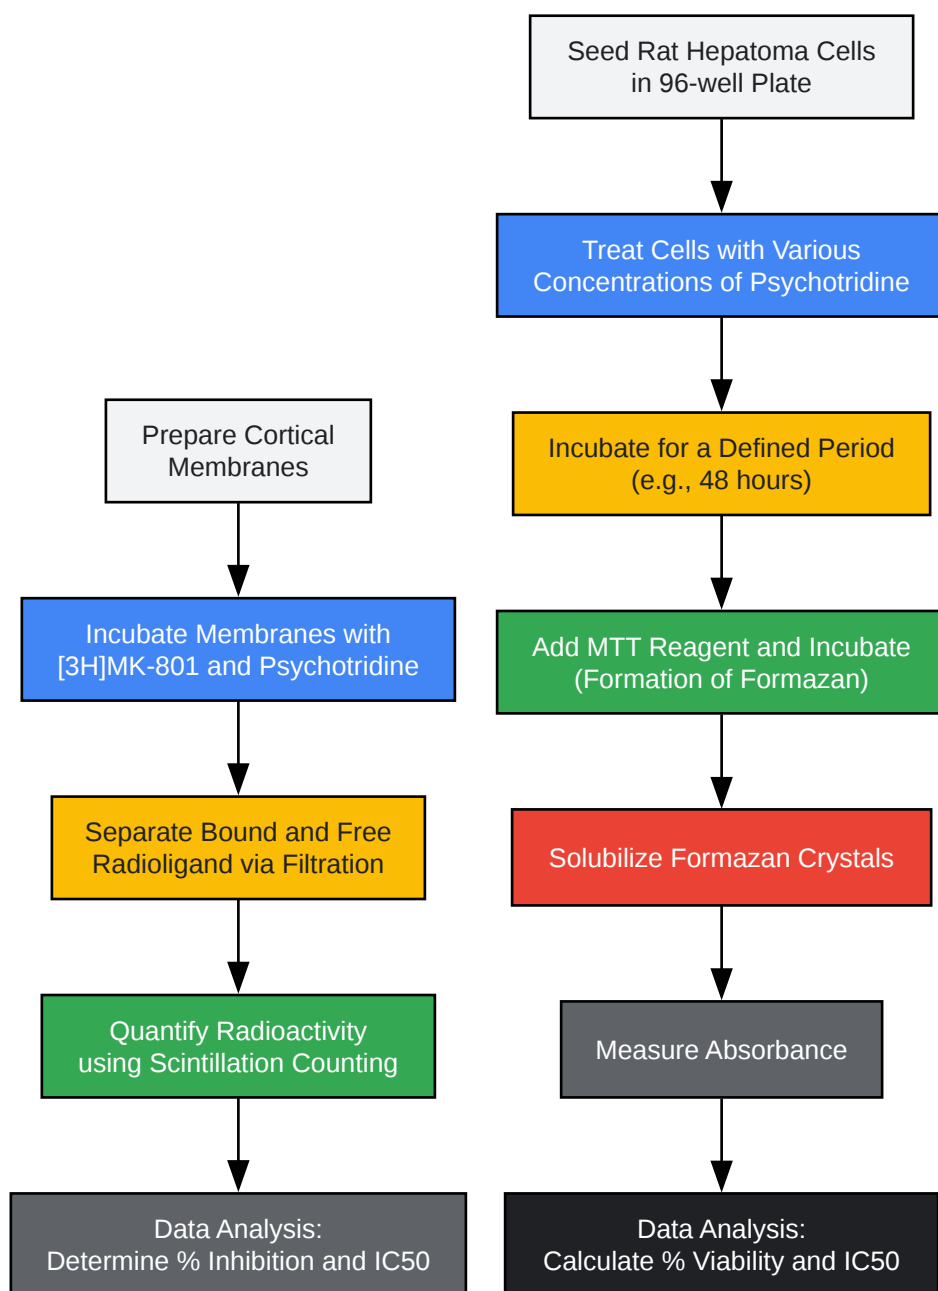 Seed Rat Hepatoma Cells
in 96-well Plate
Treat Cells with Various
Concentrations of Psychotridine
Incubate for a Defined Period
(e.g., 48 hours)
Add MTT Reagent and Incubate
(Formation of Formazan)
Solubilize Formazan Crystals
Measure Absorbance
Data Analysis:
Calculate % Viability and IC50
Prepare Cortical
Membranes
Incubate Membranes with
[3H]MK-801 and Psychotridine
Separate Bound and Free
Radioligand via Filtration
Quantify Radioactivity
using Scintillation Counting
Data Analysis:
Determine % Inhibition and IC50